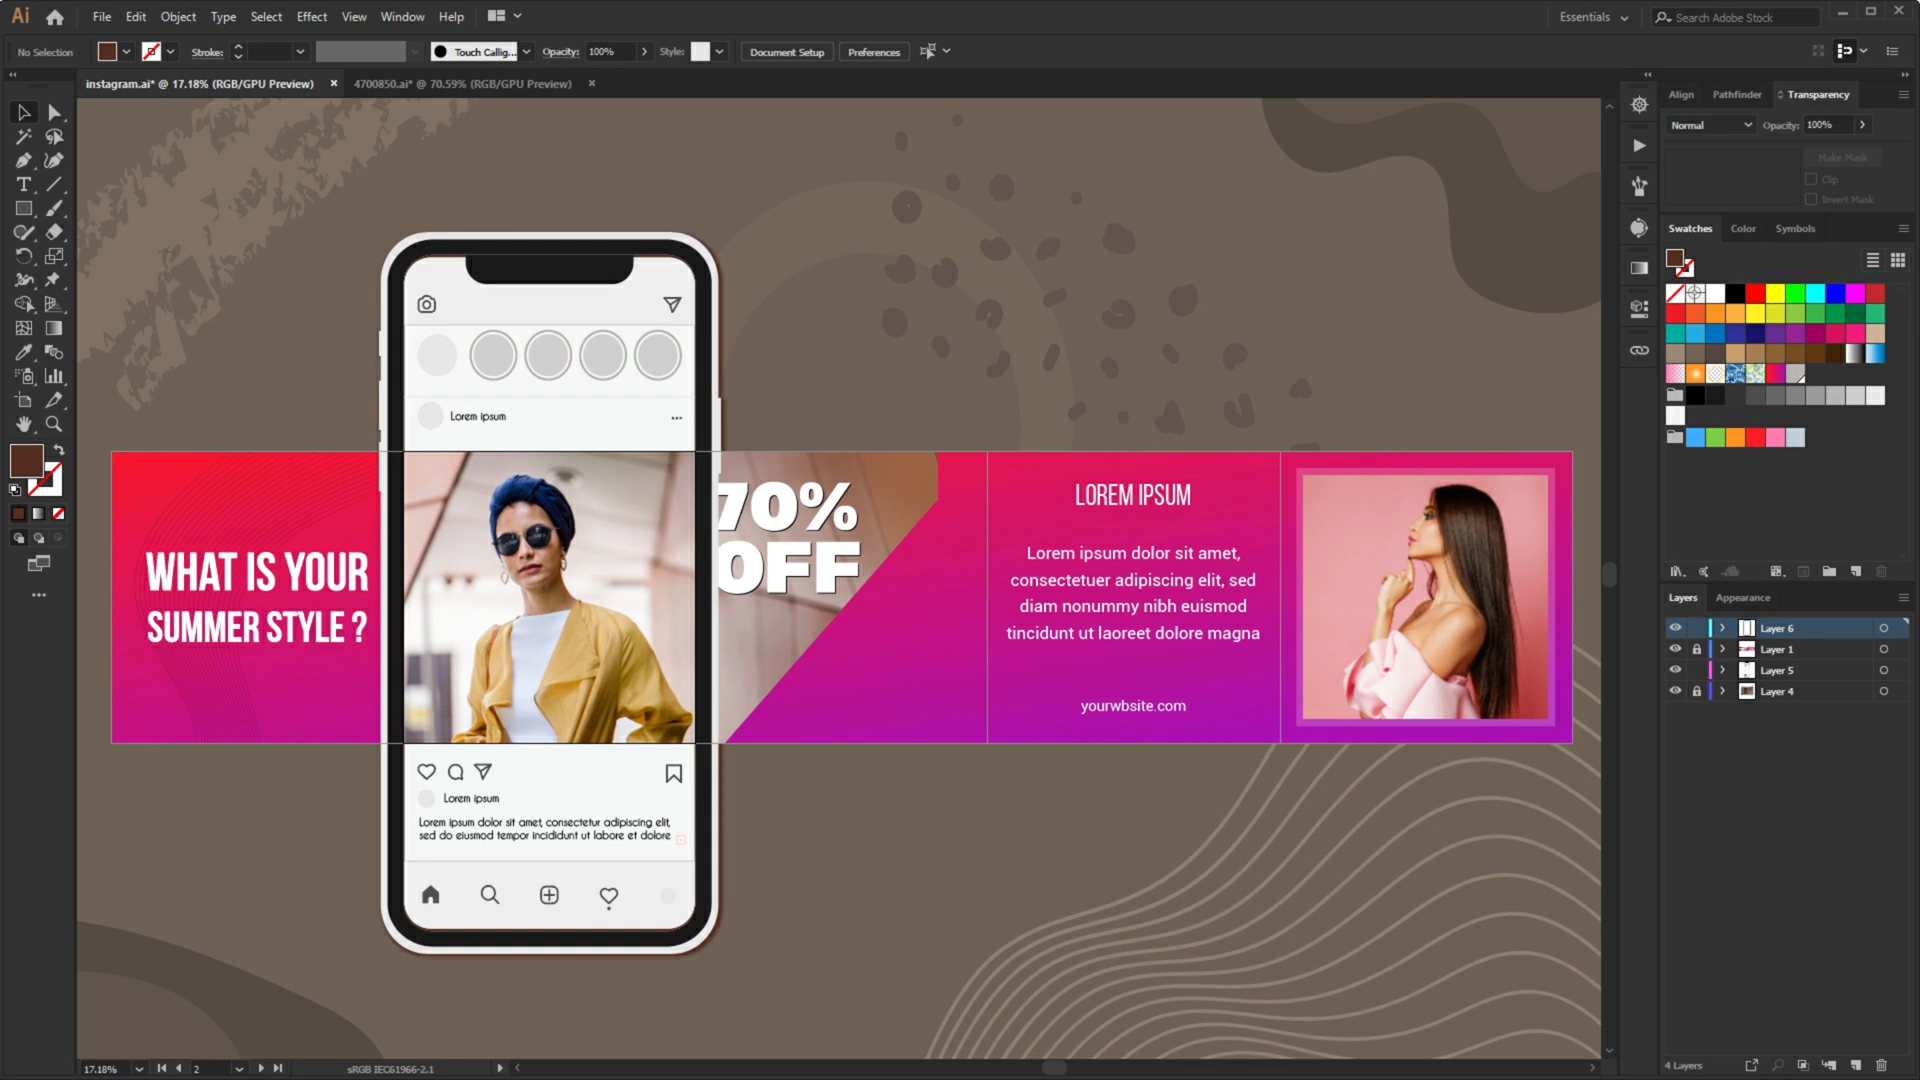 Ai File Edit Object Type Select Effect View Window Help Essentials Search Adobe Stock
No Selection Stroke: Touch Callig... Opacity: 100% Style: Document Setup Preferences
instagram.ai* @ 17.18% (RGB/GPU Preview) × 4700850.ai* @ 70.59% (RGB/GPU Preview) ×
Align Pathfinder Transparency
Normal Opacity: 100%
Make Mask
Clip
Invert Mask
Swatches Color Symbols
Lorem ipsum
WHAT IS YOUR
SUMMER STYLE ?
70%
OFF
LOREM IPSUM
Lorem ipsum dolor sit amet,
consectetuer adipiscing elit, sed
diam nonummy nibh euismod
tincidunt ut laoreet dolore magna
yourwbsite.com
Lorem ipsum
Lorem ipsum dolor sit amet, consectetur adipiscing elit,
sed do eiusmod tempor incididunt ut labore et dolore
Layers Appearance
Layer 6
Layer 1
Layer 5
Layer 4
17.18% 2 sRGB IEC61966-2.1
4 Layers